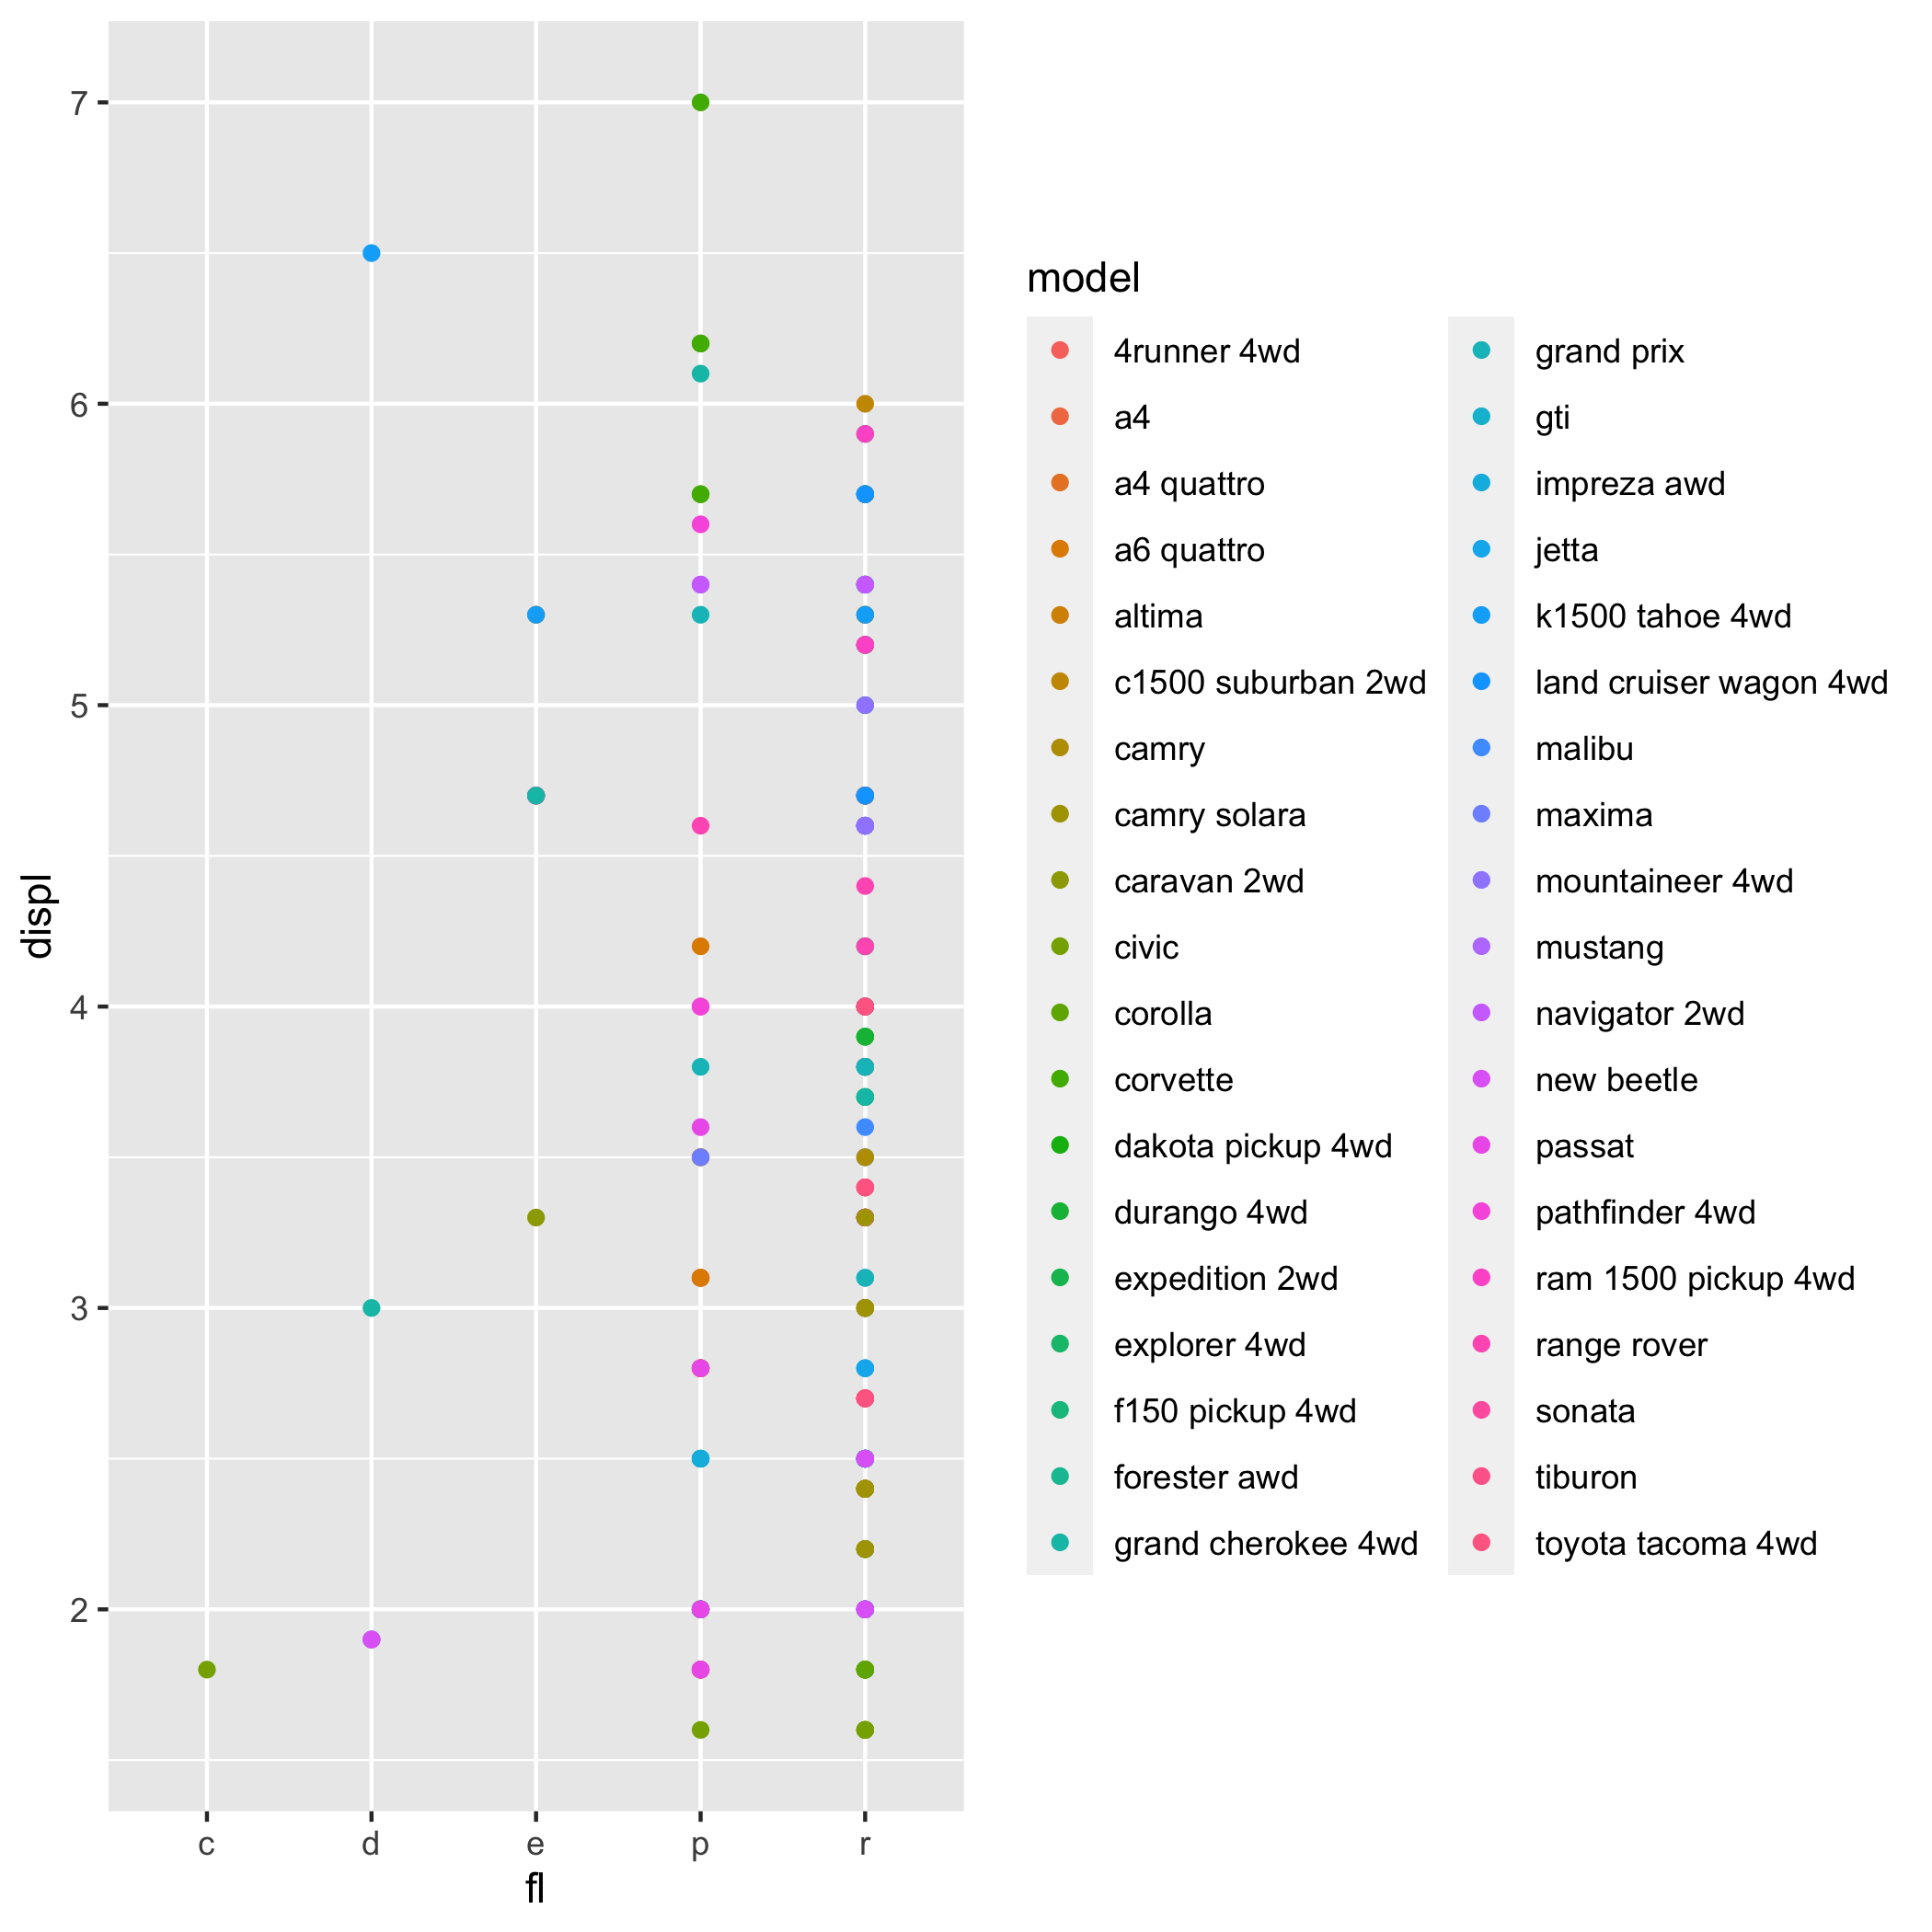 7
6
5
4
3
2
displ
c d e p r
fl
model
4runner 4wd
a4
a4 quattro
a6 quattro
altima
c1500 suburban 2wd
camry
camry solara
caravan 2wd
civic
corolla
corvette
dakota pickup 4wd
durango 4wd
expedition 2wd
explorer 4wd
f150 pickup 4wd
forester awd
grand cherokee 4wd
grand prix
gti
impreza awd
jetta
k1500 tahoe 4wd
land cruiser wagon 4wd
malibu
maxima
mountaineer 4wd
mustang
navigator 2wd
new beetle
passat
pathfinder 4wd
ram 1500 pickup 4wd
range rover
sonata
tiburon
toyota tacoma 4wd